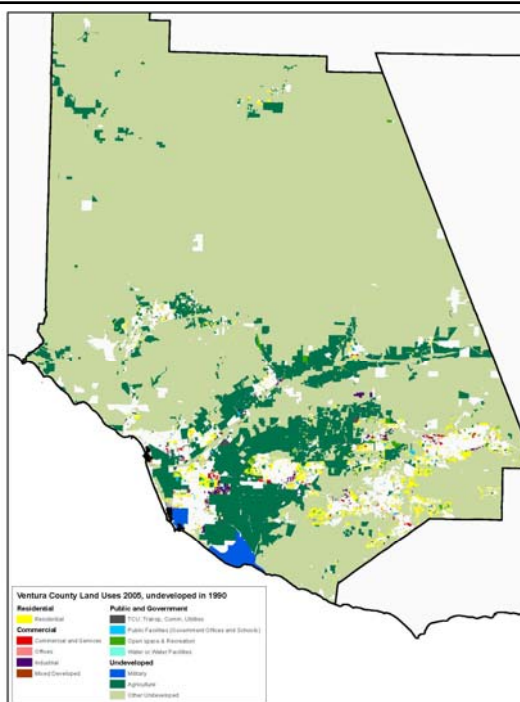 Ventura County Land Uses 2005, undeveloped in 1990
Residential
Residential
Commercial
Commercial and Services
Offices
Industrial
Mixed Developed
Public and Government
TCU: Transp., Comm., Utilities
Public Facilities (Government Offices and Schools)
Open space & Recreation
Water or Water Facilities
Undeveloped
Military
Agriculture
Other Undeveloped